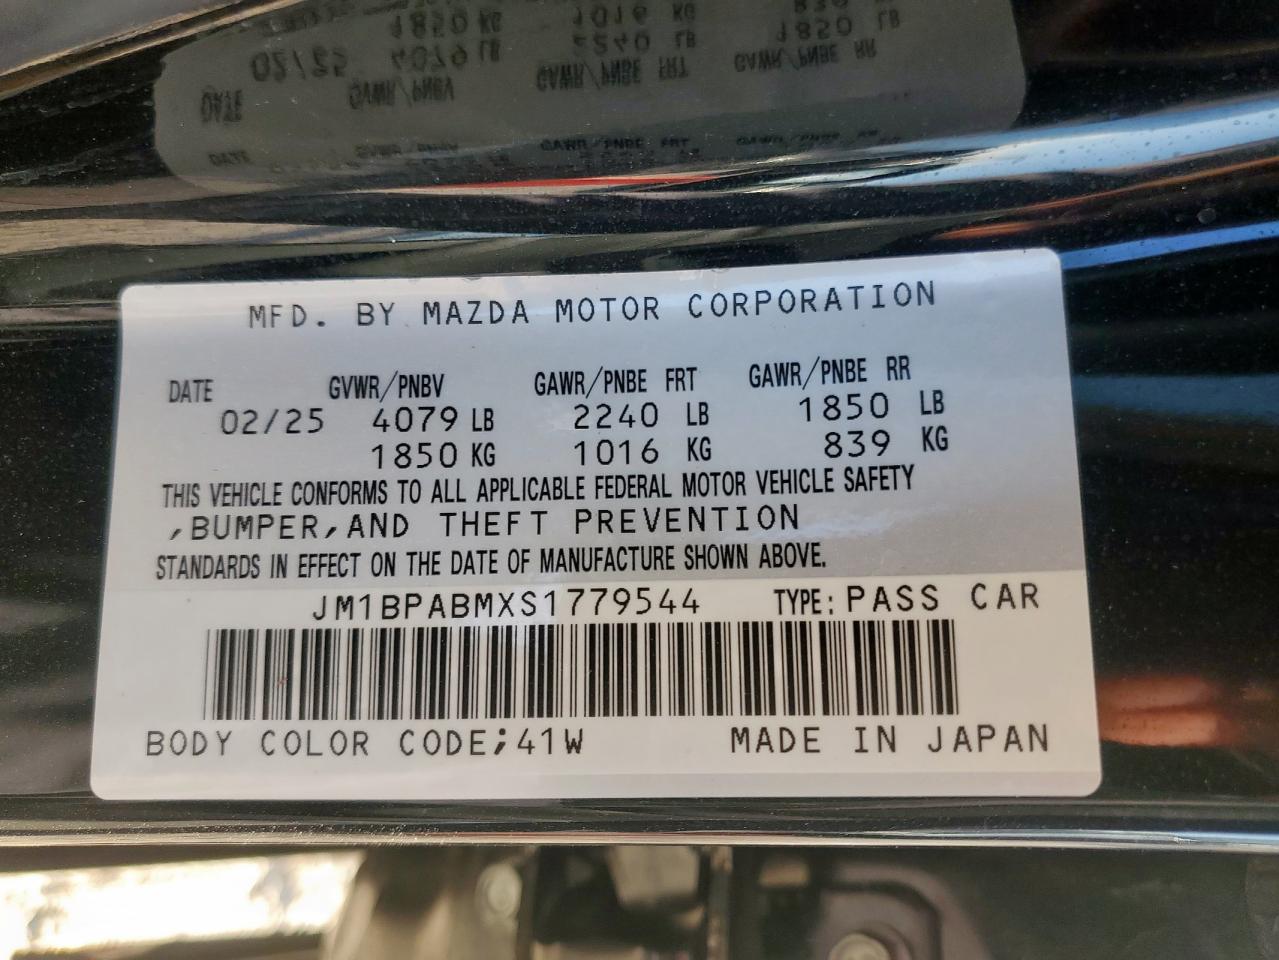 MFD. BY MAZDA MOTOR CORPORATION
DATE GVWR/PNBV GAWR/PNBE FRT GAWR/PNBE RR
02/25 4079 LB 2240 LB 1850 LB
1850 KG 1016 KG 839 KG
THIS VEHICLE CONFORMS TO ALL APPLICABLE FEDERAL MOTOR VEHICLE SAFETY
,BUMPER,AND THEFT PREVENTION
STANDARDS IN EFFECT ON THE DATE OF MANUFACTURE SHOWN ABOVE.
JM1BPABMXS1779544 TYPE: PASS CAR
BODY COLOR CODE;41W MADE IN JAPAN